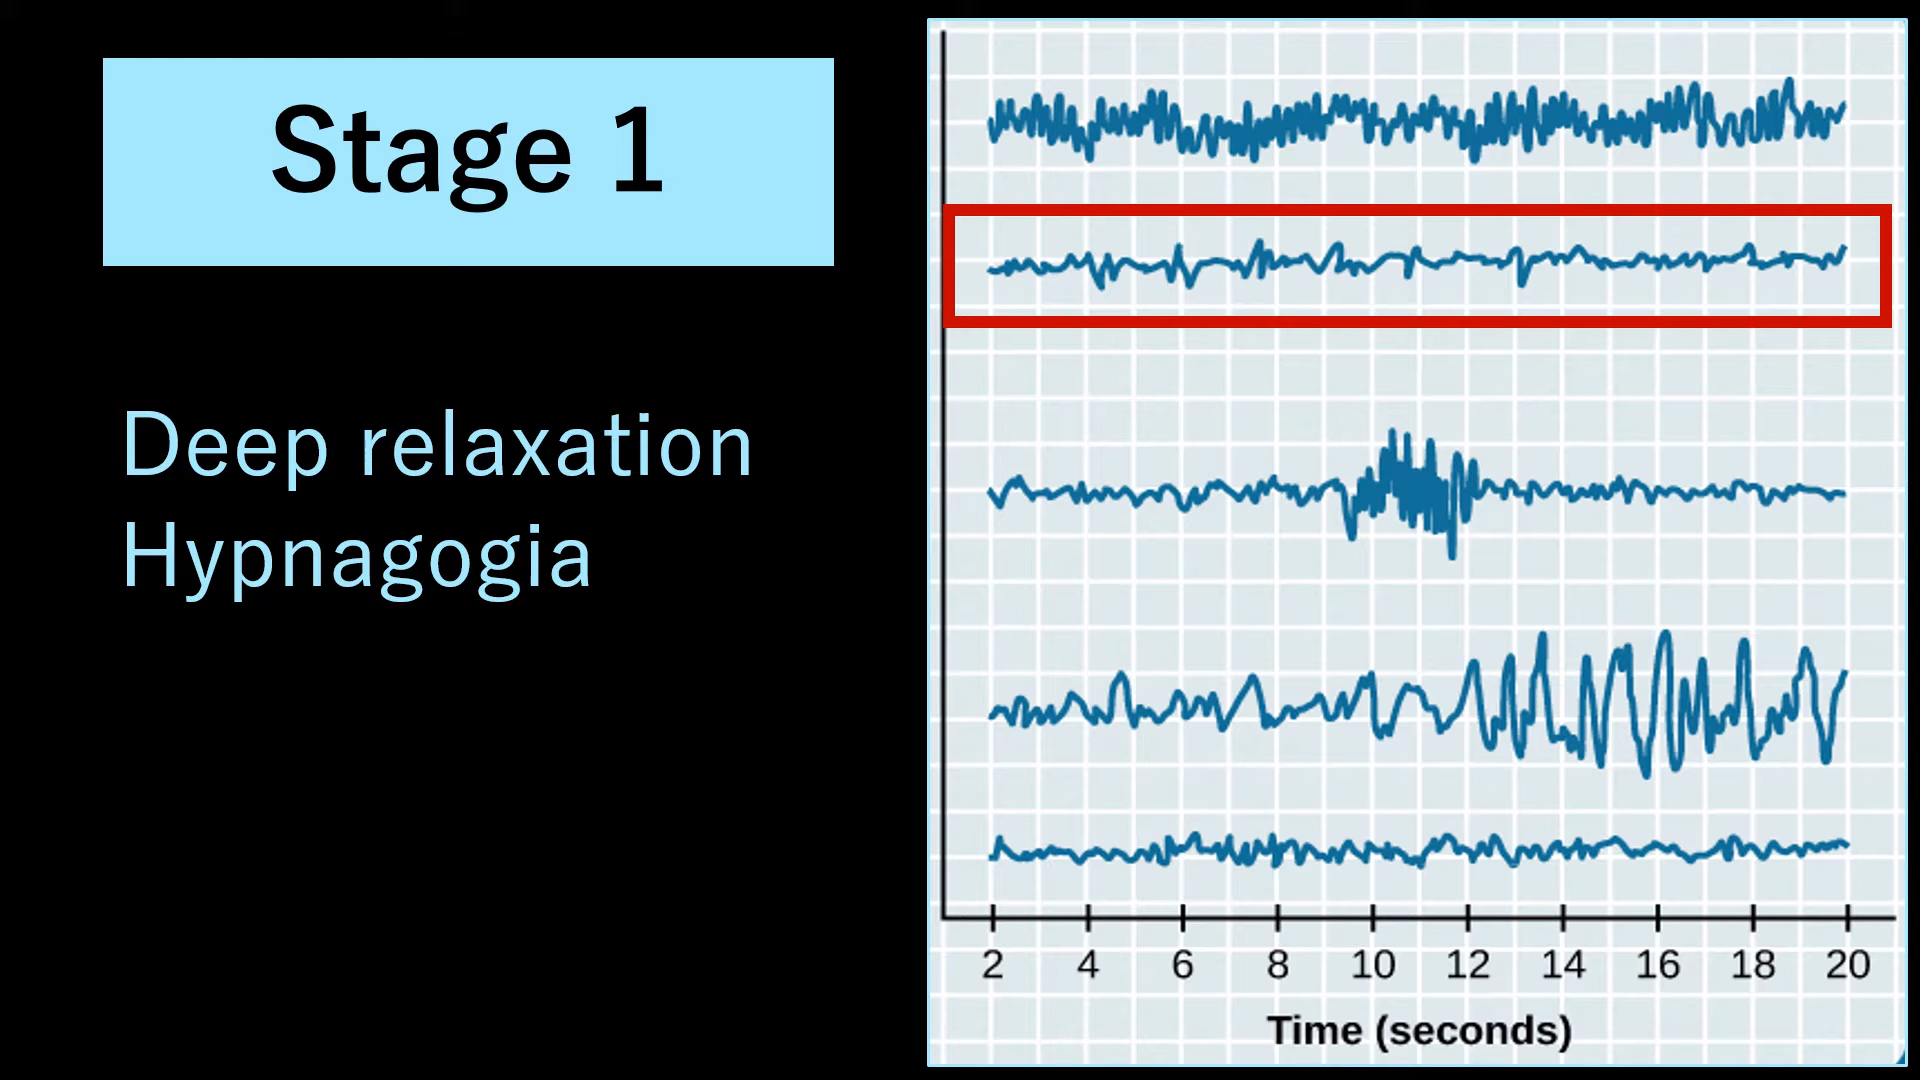 Stage 1
Deep relaxation
Hypnagogia
2 4 6 8 10 12 14 16 18 20
Time (seconds)